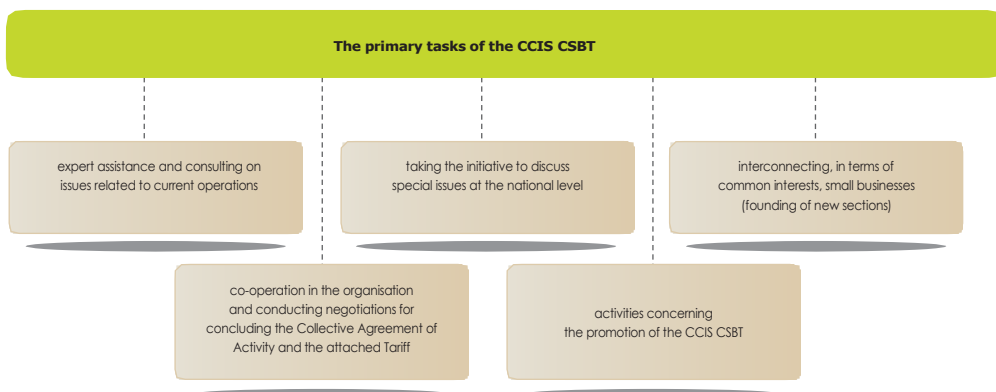 The primary tasks of the CCIS CSBT
expert assistance and consulting on
issues related to current operations
taking the initiative to discuss
special issues at the national level
interconnecting, in terms of
common interests, small businesses
(founding of new sections)
co-operation in the organisation
and conducting negotiations for
concluding the Collective Agreement of
Activity and the attached Tariff
activities concerning
the promotion of the CCIS CSBT